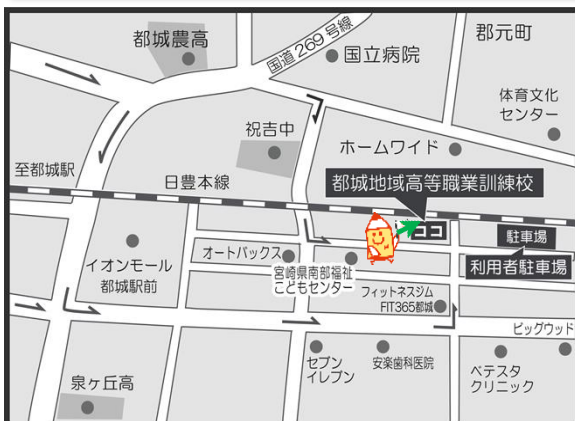 都城農高
国道269号線
国立病院
郡元町
体育文化
センター
祝吉中
ホームワイド
至都城駅
日豊本線
都城地域高等職業訓練校
ココ
駐車場
利用者駐車場
イオンモール
都城駅前
オートバックス
宮崎県南部福祉
こどもセンター
フィットネスジム
FIT365都城
ビッグウッド
セブン
イレブン
安楽歯科医院
ベテスタ
クリニック
泉ヶ丘高